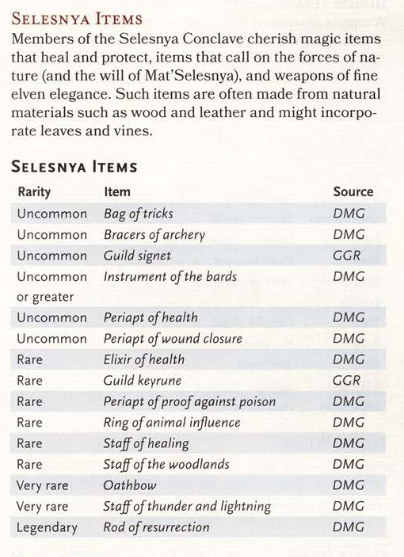 SELESNYA ITEMS
Members of the Selesnya Conclave cherish magic items
that heal and protect, items that call on the forces of na-
ture (and the will of Mat'Selesnya), and weapons of fine
elven elegance. Such items are often made from natural
materials such as wood and leather and might incorpo-
rate leaves and vines.
SELESNYA ITEMS
Rarity Item Source
Uncommon Bag of tricks DMG
Uncommon Bracers of archery DMG
Uncommon Guild signet GGR
Uncommon Instrument of the bards DMG
or greater
Uncommon Periapt of health DMG
Uncommon Periapt of wound closure DMG
Rare Elixir of health DMG
Rare Guild keyrune GGR
Rare Periapt of proof against poison DMG
Rare Ring of animal influence DMG
Rare Staff of healing DMG
Rare Staff of the woodlands DMG
Very rare Oathbow DMG
Very rare Staff of thunder and lightning DMG
Legendary Rod of resurrection DMG